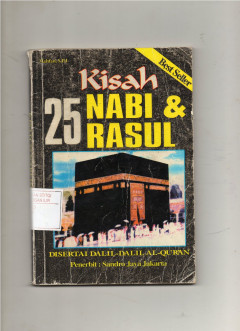 Best Seller
Kisah
25 NABI &
RASUL
DISERTAI DALIL-DALIL AL-QUR'AN
Penerbit : Sandro Jaya Jakarta